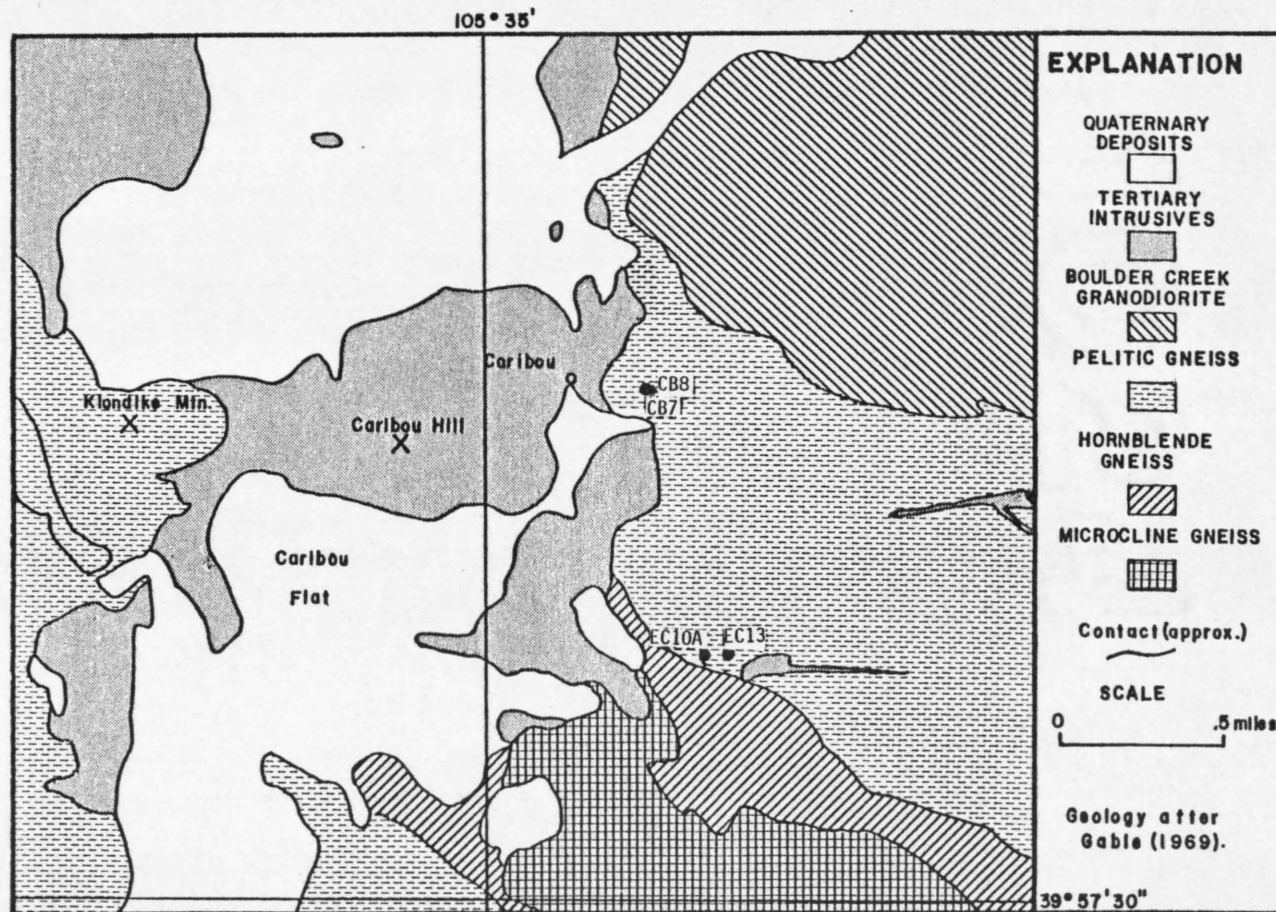 105° 35'
EXPLANATION
QUATERNARY
DEPOSITS
TERTIARY
INTRUSIVES
BOULDER CREEK
GRANODIORITE
PELITIC GNEISS
HORNBLENDE
GNEISS
MICROCLINE GNEISS
Contact (approx.)
SCALE
0 .5 miles
Geology after
Gable (1969).
39° 57' 30"
Caribou
CB8
CB7
Klondike Mtn.
Caribou Hill
Caribou
Flat
EC10A EC13